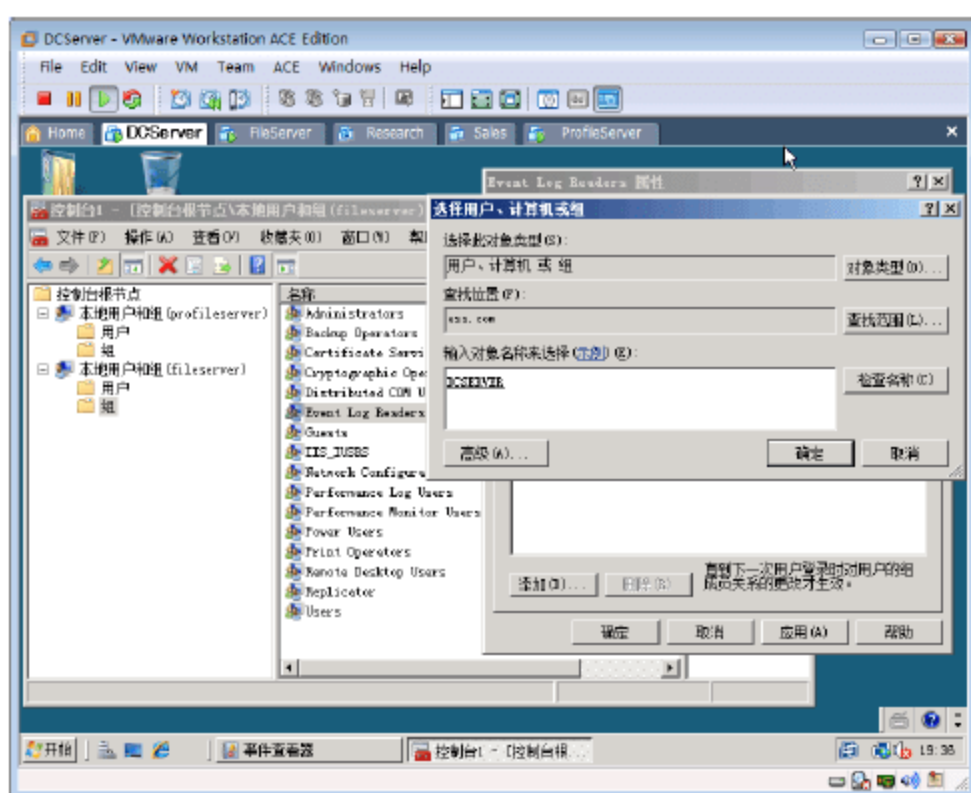 DCServer - VMware Workstation ACE Edition
File Edit View VM Team ACE Windows Help
Home DCServer FileServer Research Sales ProfileServer
Event Log Readers 属性
控制台1 - [控制台根节点\本地用户和组(fileserver)
选择用户、计算机或组
文件(F) 操作(A) 查看(V) 收藏夹(O) 窗口(W) 帮
选择此对象类型(S):
用户、计算机 或 组
对象类型(O)...
查找位置(F):
ess.com
查找范围(L)...
输入对象名称来选择(示例)(E):
DCSERVER
检查名称(C)
高级(A)...
确定
取消
控制台根节点
本地用户和组(profileserver)
用户
组
本地用户和组(fileserver)
用户
组
名称
Administrators
Backup Operators
Certificate Servi
Cryptographic Ope
Distributed COM U
Event Log Readers
Guests
IIS_IUSRS
Network Configura
Performance Log Users
Performance Monitor Users
Power Users
Print Operators
Remote Desktop Users
Replicator
Users
添加(D)...
删除(R)
直到下一次用户登录时对用户的组
成员关系的更改才生效。
确定
取消
应用(A)
帮助
开始
事件查看器
控制台1 - [控制台根...
19:36